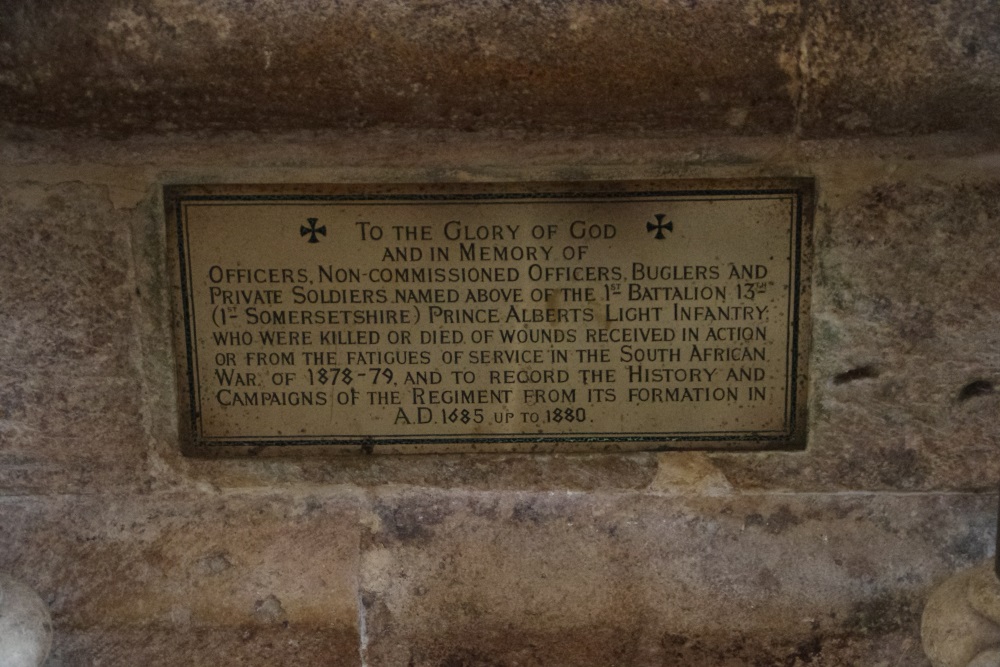 TO THE GLORY OF GOD
AND IN MEMORY OF
OFFICERS, NON-COMMISSIONED OFFICERS, BUGLERS AND
PRIVATE SOLDIERS NAMED ABOVE OF THE 1ST BATTALION 13TH
(1ST SOMERSETSHIRE) PRINCE ALBERTS LIGHT INFANTRY,
WHO WERE KILLED OR DIED, OF WOUNDS RECEIVED IN ACTION
OR FROM THE FATIGUES OF SERVICE IN THE SOUTH AFRICAN
WAR, OF 1878-79, AND TO RECORD THE HISTORY AND
CAMPAIGNS OF THE REGIMENT FROM ITS FORMATION IN
A.D. 1685 UP TO 1880.